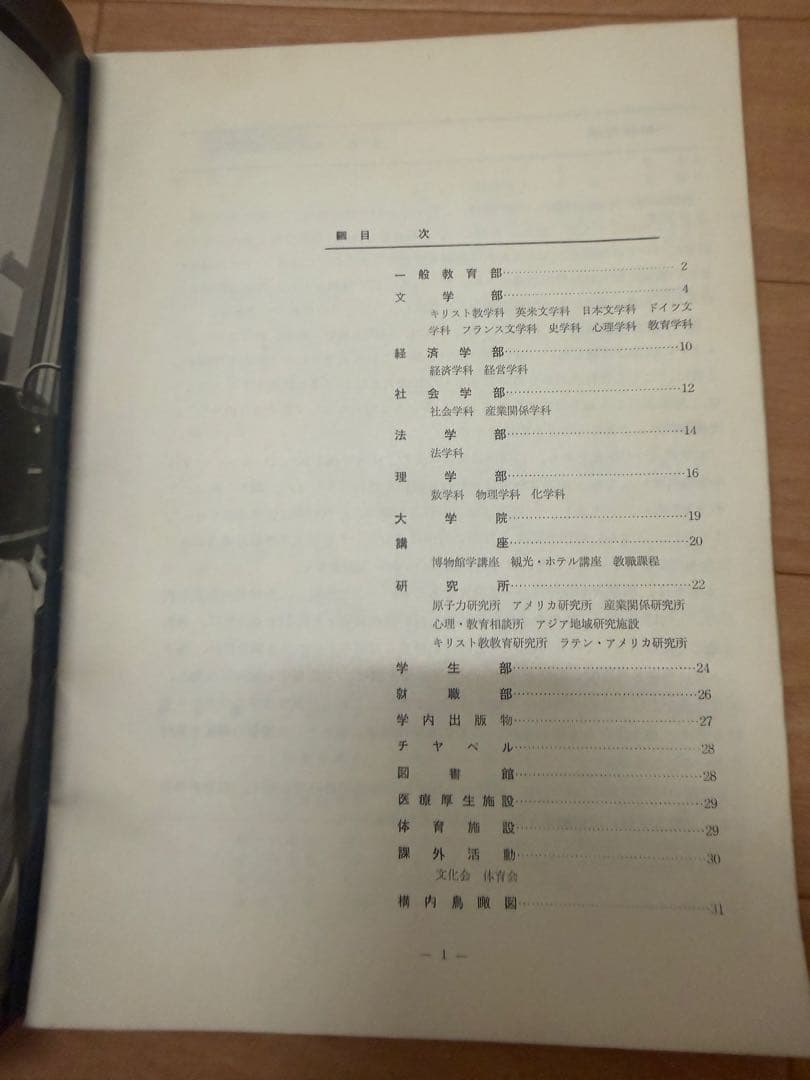 目　次
一般教育部 2
文学部 4
キリスト教学科　英米文学科　日本文学科　ドイツ文
学科　フランス文学科　史学科　心理学科　教育学科
経済学部 10
経済学科　経営学科
社会学部 12
社会学科　産業関係学科
法学部 14
法学科
理学部 16
数学科　物理学科　化学科
大学院 19
講座 20
博物館学講座　観光・ホテル講座　教職課程
研究所 22
原子力研究所　アメリカ研究所　産業関係研究所
心理・教育相談所　アジア地域研究施設
キリスト教教育研究所　ラテン・アメリカ研究所
学生部 24
就職部 26
学内出版物 27
チヤペル 28
図書館 28
医療厚生施設 29
体育施設 29
課外活動 30
文化会　体育会
構内鳥瞰図 31
— 1 —